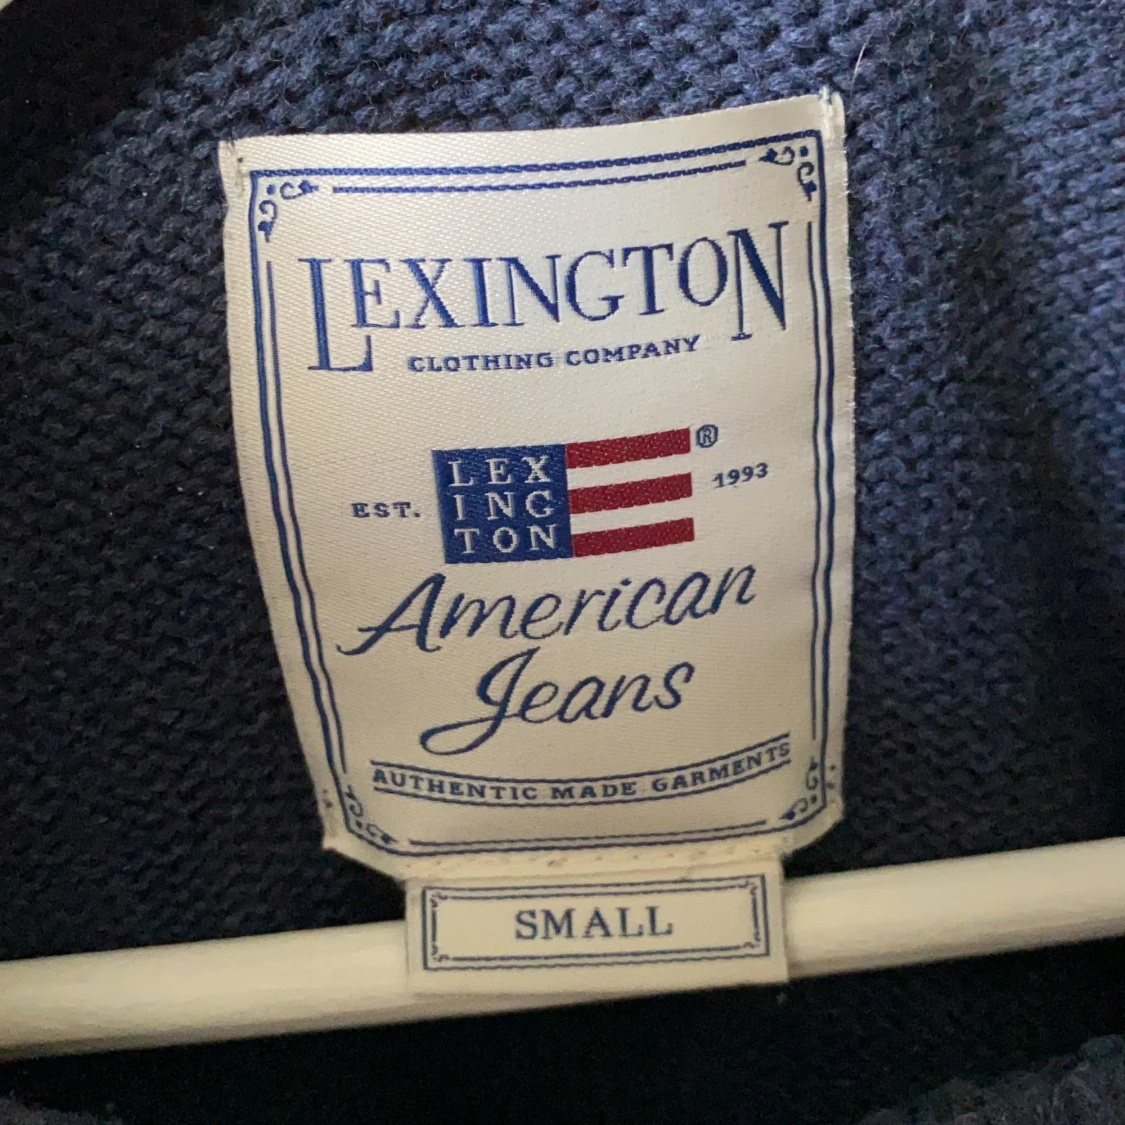 LEXINGTON
CLOTHING COMPANY
®
EST. LEX 1993
ING
TON
American
Jeans
AUTHENTIC MADE GARMENTS
SMALL